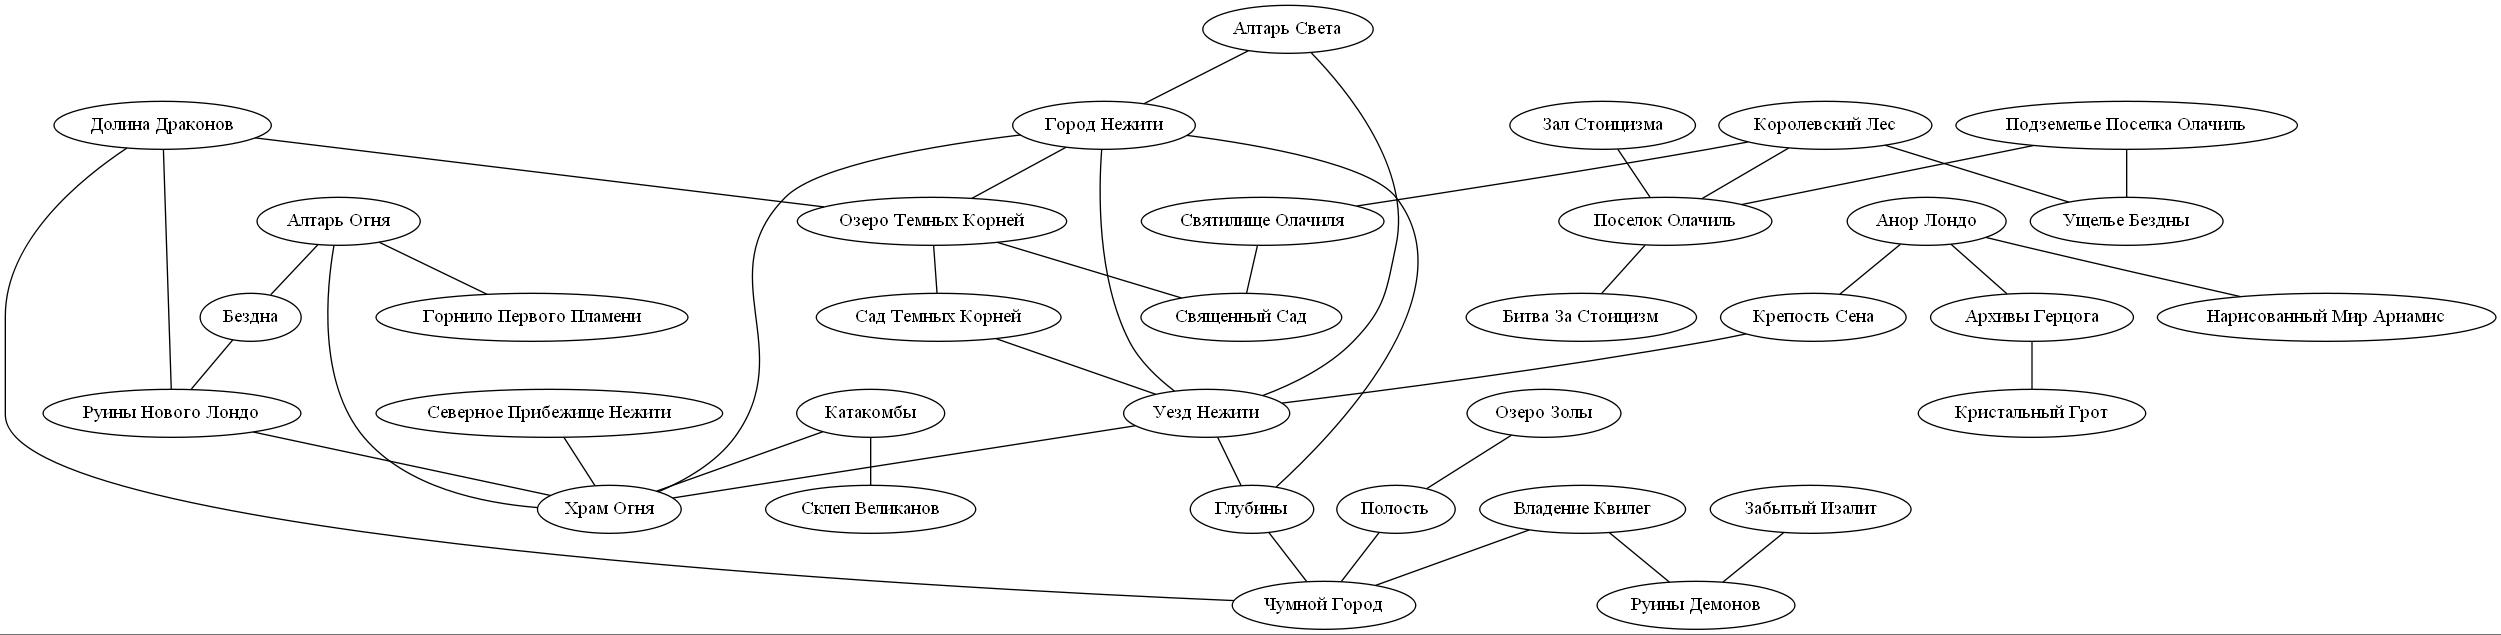 Алтарь Света
Долина Драконов
Город Нежити
Зал Стоицизма
Королевский Лес
Подземелье Поселка Олачиль
Алтарь Огня
Озеро Темных Корней
Святилище Олачиля
Поселок Олачиль
Анор Лондо
Ущелье Бездны
Бездна
Горнило Первого Пламени
Сад Темных Корней
Священный Сад
Битва За Стоицизм
Крепость Сена
Архивы Герцога
Нарисованный Мир Ариамис
Руины Нового Лондо
Северное Прибежище Нежити
Катакомбы
Уезд Нежити
Озеро Золы
Кристальный Грот
Храм Огня
Склеп Великанов
Глубины
Полость
Владение Квилег
Забытый Изалит
Чумной Город
Руины Демонов